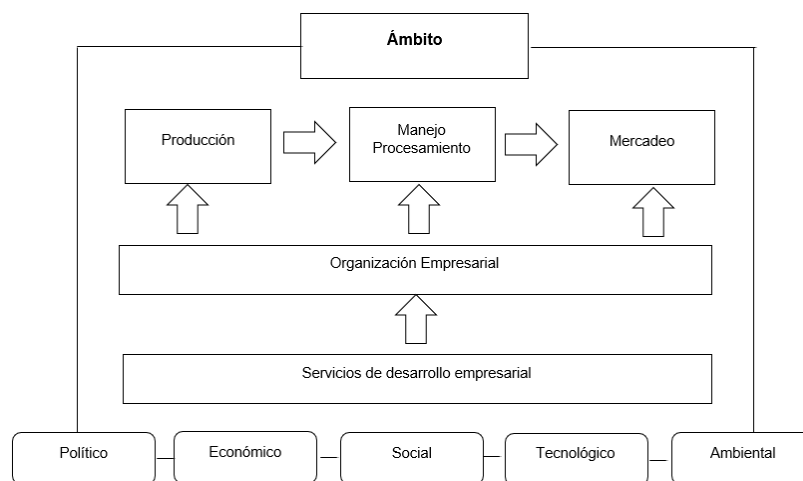 Ámbito
Producción
Manejo
Procesamiento
Mercadeo
Organización Empresarial
Servicios de desarrollo empresarial
Político
Económico
Social
Tecnológico
Ambiental